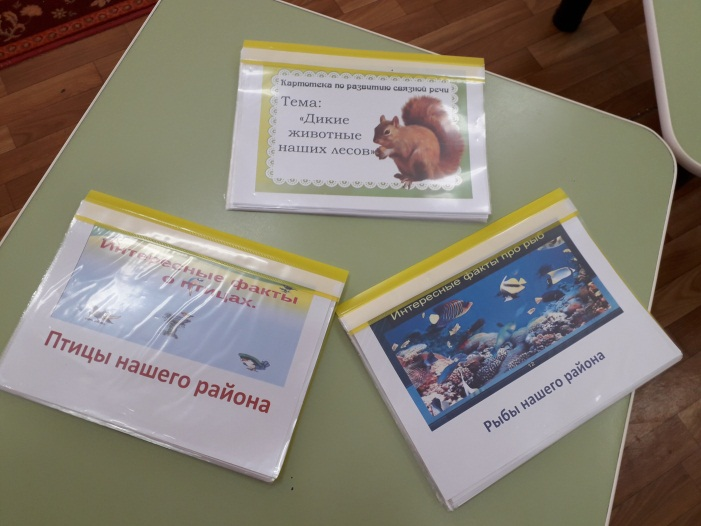 Картотека по развитию связной речи
Тема:
«Дикие
животные
наших лесов»
Интересные факты
о птицах.
Птицы нашего района
Интересные факты про рыб
Рыбы нашего района